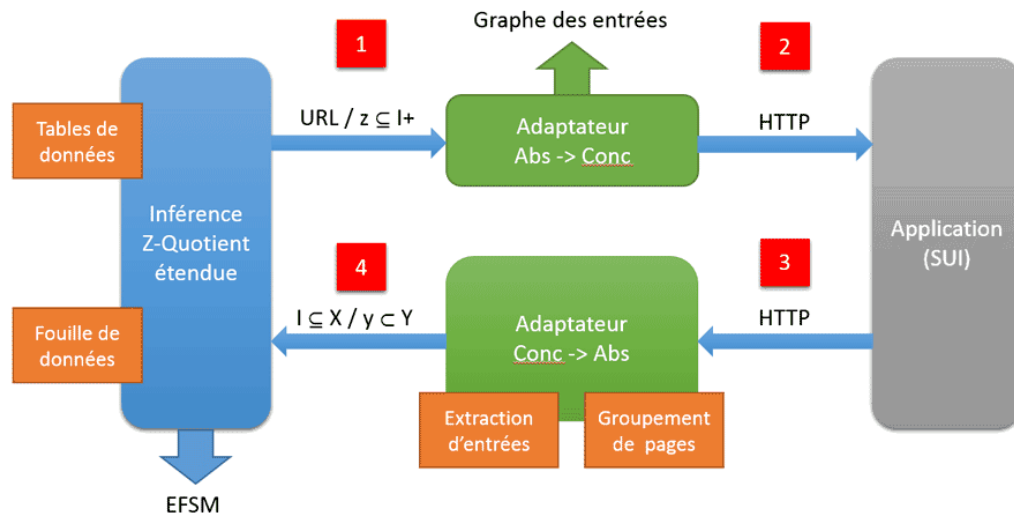 Graphe des entrées
1
2
URL / z ⊆ I+
HTTP
Tables de
données
Adaptateur
Abs -> Conc
Inférence
Z-Quotient
étendue
Application
(SUI)
4
3
I ⊆ X / y ⊂ Y
HTTP
Fouille de
données
Adaptateur
Conc -> Abs
Extraction
d'entrées
Groupement
de pages
EFSM